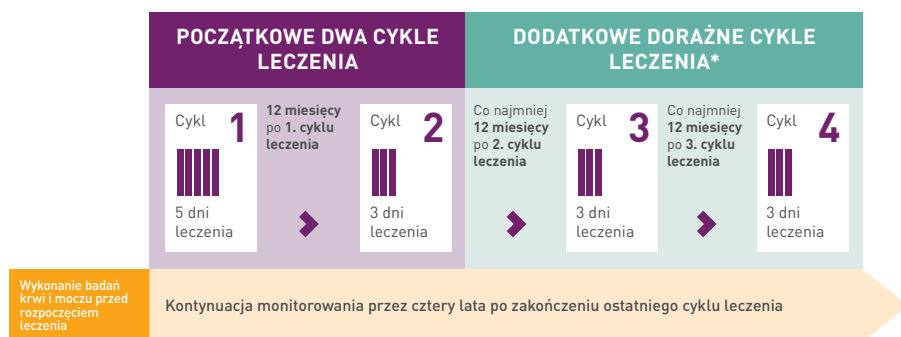 POCZĄTKOWE DWA CYKLE
LECZENIA
DODATKOWE DORAŹNE CYKLE
LECZENIA*
Cykl 1
5 dni
leczenia
12 miesięcy
po 1. cyklu
leczenia
Cykl 2
3 dni
leczenia
Co najmniej
12 miesięcy
po 2. cyklu
leczenia
Cykl 3
3 dni
leczenia
Co najmniej
12 miesięcy
po 3. cyklu
leczenia
Cykl 4
3 dni
leczenia
Wykonanie badań
krwi i moczu przed
rozpoczęciem
leczenia
Kontynuacja monitorowania przez cztery lata po zakończeniu ostatniego cyklu leczenia